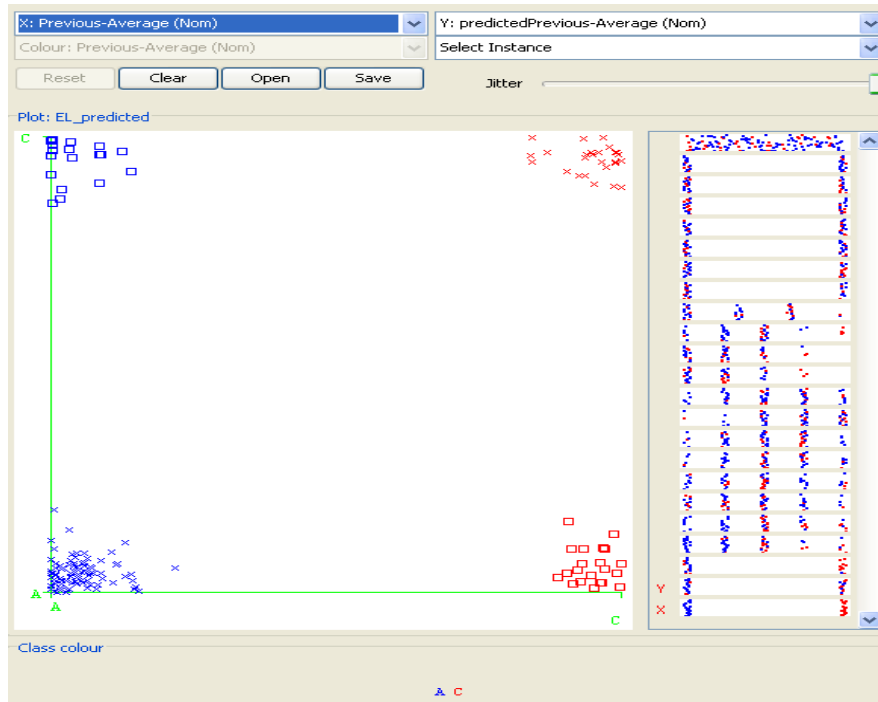 X: Previous-Average (Nom)
Y: predictedPrevious-Average (Nom)
Colour: Previous-Average (Nom)
Select Instance
Reset
Clear
Open
Save
Jitter
Plot: EL_predicted
C
A
A
C
Y
X
Class colour
A C